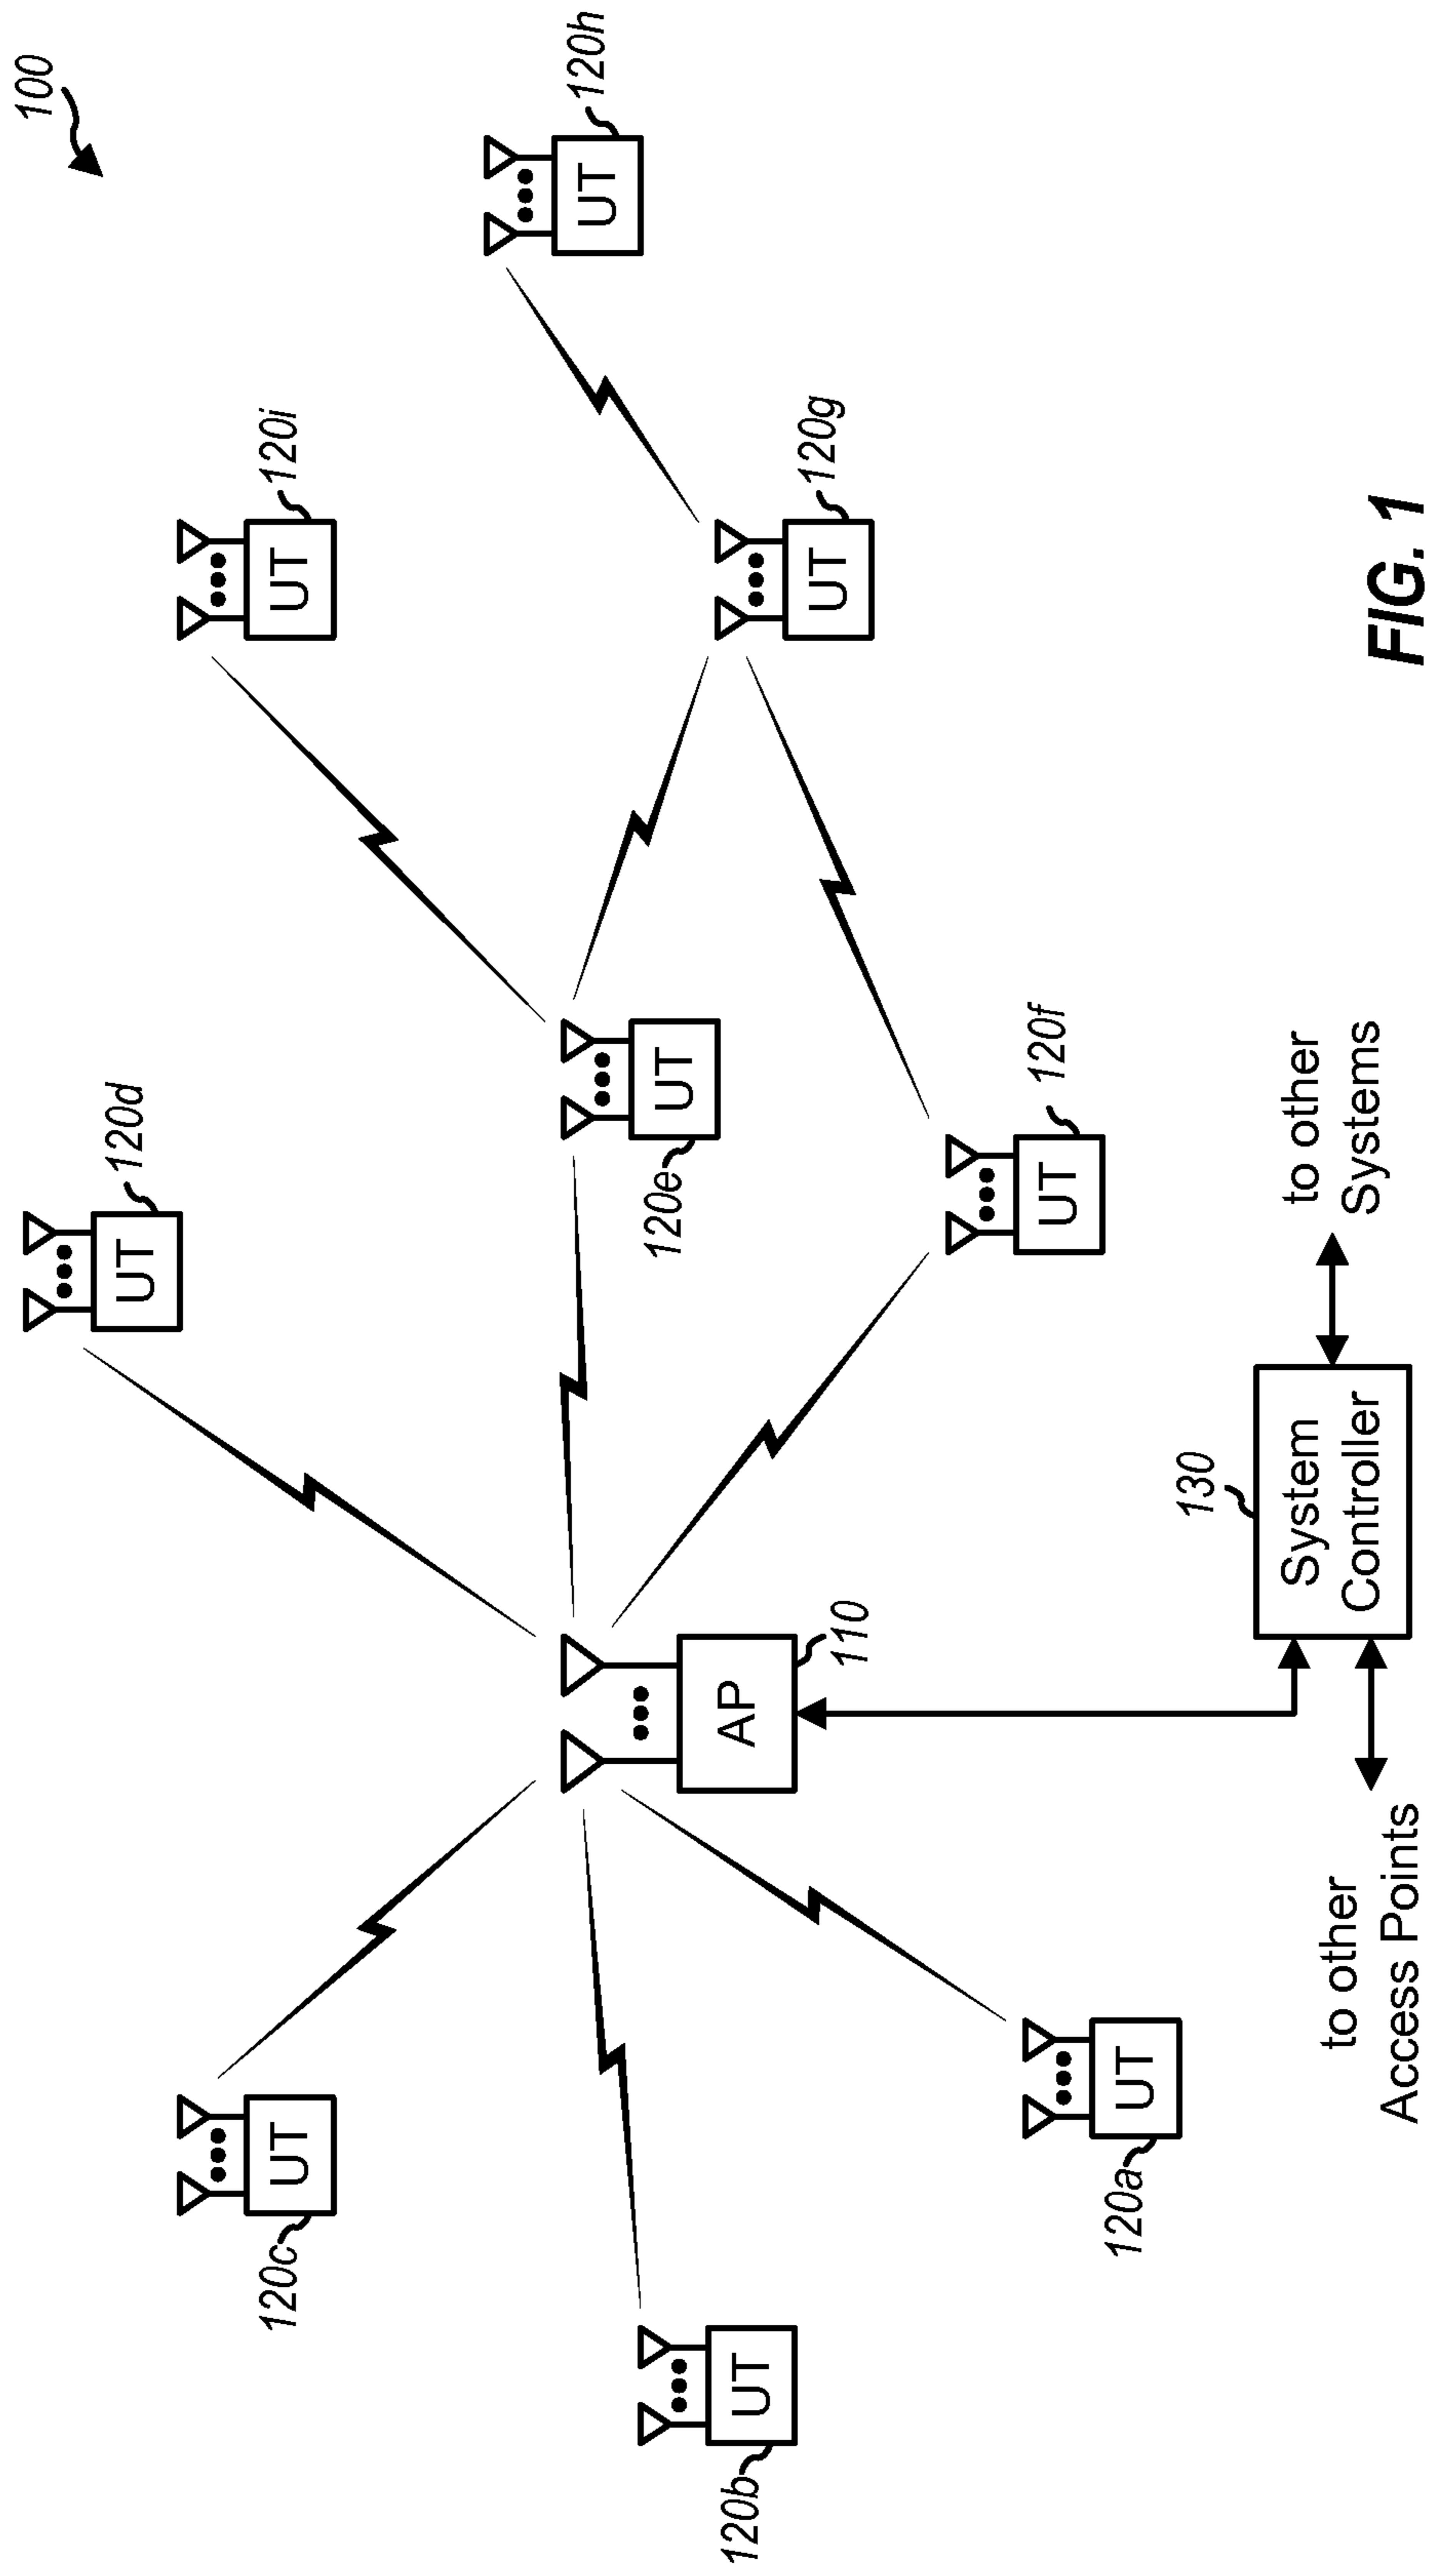 100
UT
120d
UT
120c
UT
120i
UT
120h
AP
110
UT
120e
UT
120b
UT
120g
UT
120f
UT
120a
130
System
Controller
to other
Systems
to other
Access Points
FIG. 1